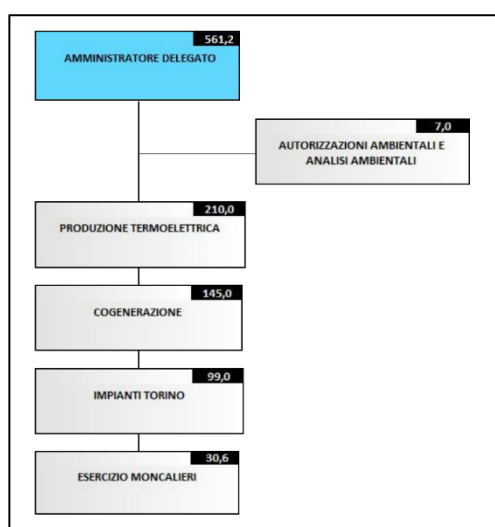 561,2
AMMINISTRATORE DELEGATO
7,0
AUTORIZZAZIONI AMBIENTALI E
ANALISI AMBIENTALI
210,0
PRODUZIONE TERMOELETTRICA
145,0
COGENERAZIONE
99,0
IMPIANTI TORINO
30,6
ESERCIZIO MONCALIERI